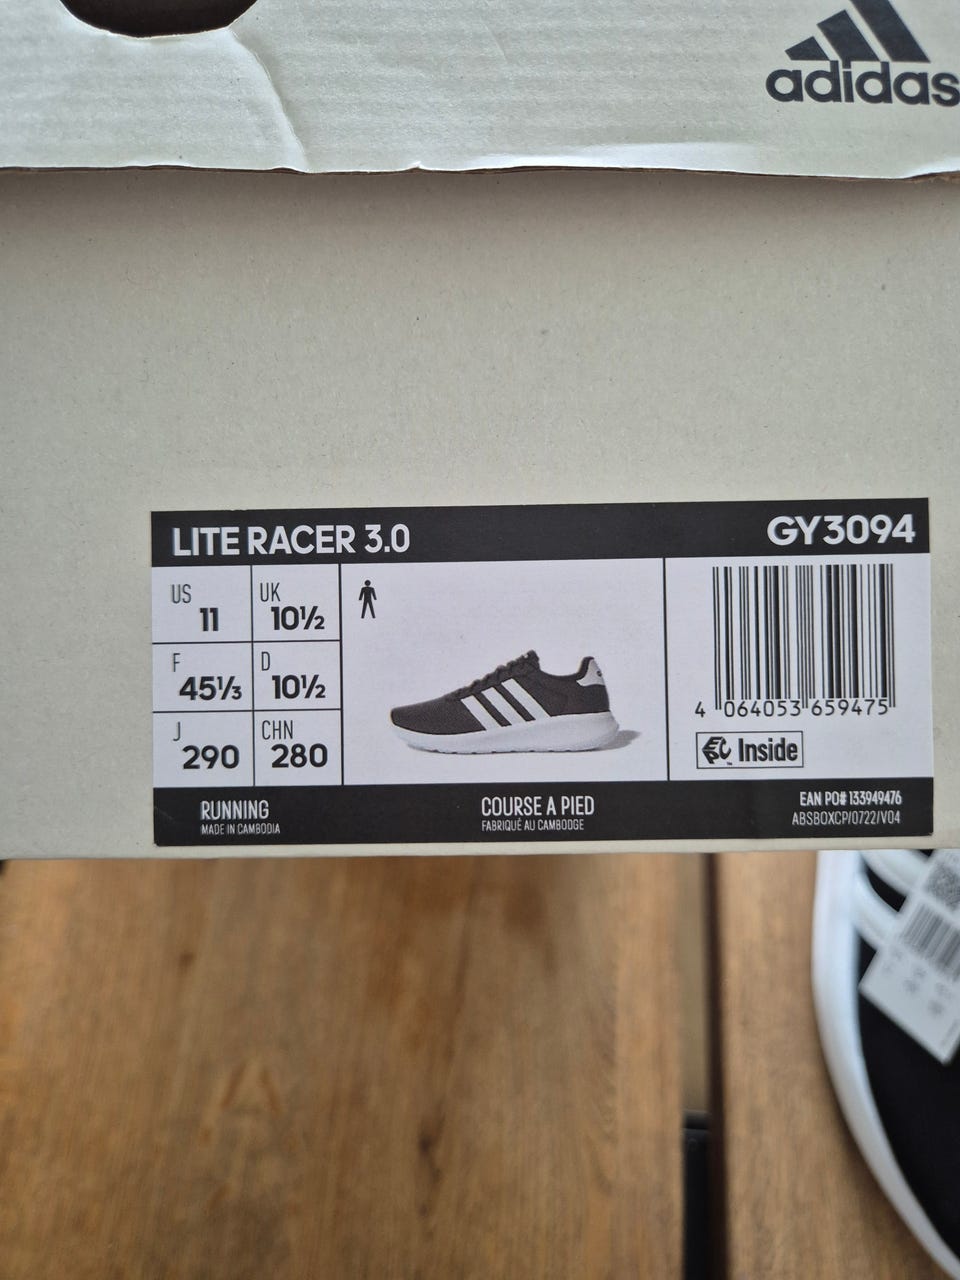 adidas
LITE RACER 3.0
GY3094
US
11
UK
10½
F
45⅓
D
10½
J
290
CHN
280
4 064053 659475
EPC Inside
RUNNING
MADE IN CAMBODIA
COURSE A PIED
FABRIQUÉ AU CAMBODGE
EAN PO# 133949476
ABSBOXCP/0722/V04